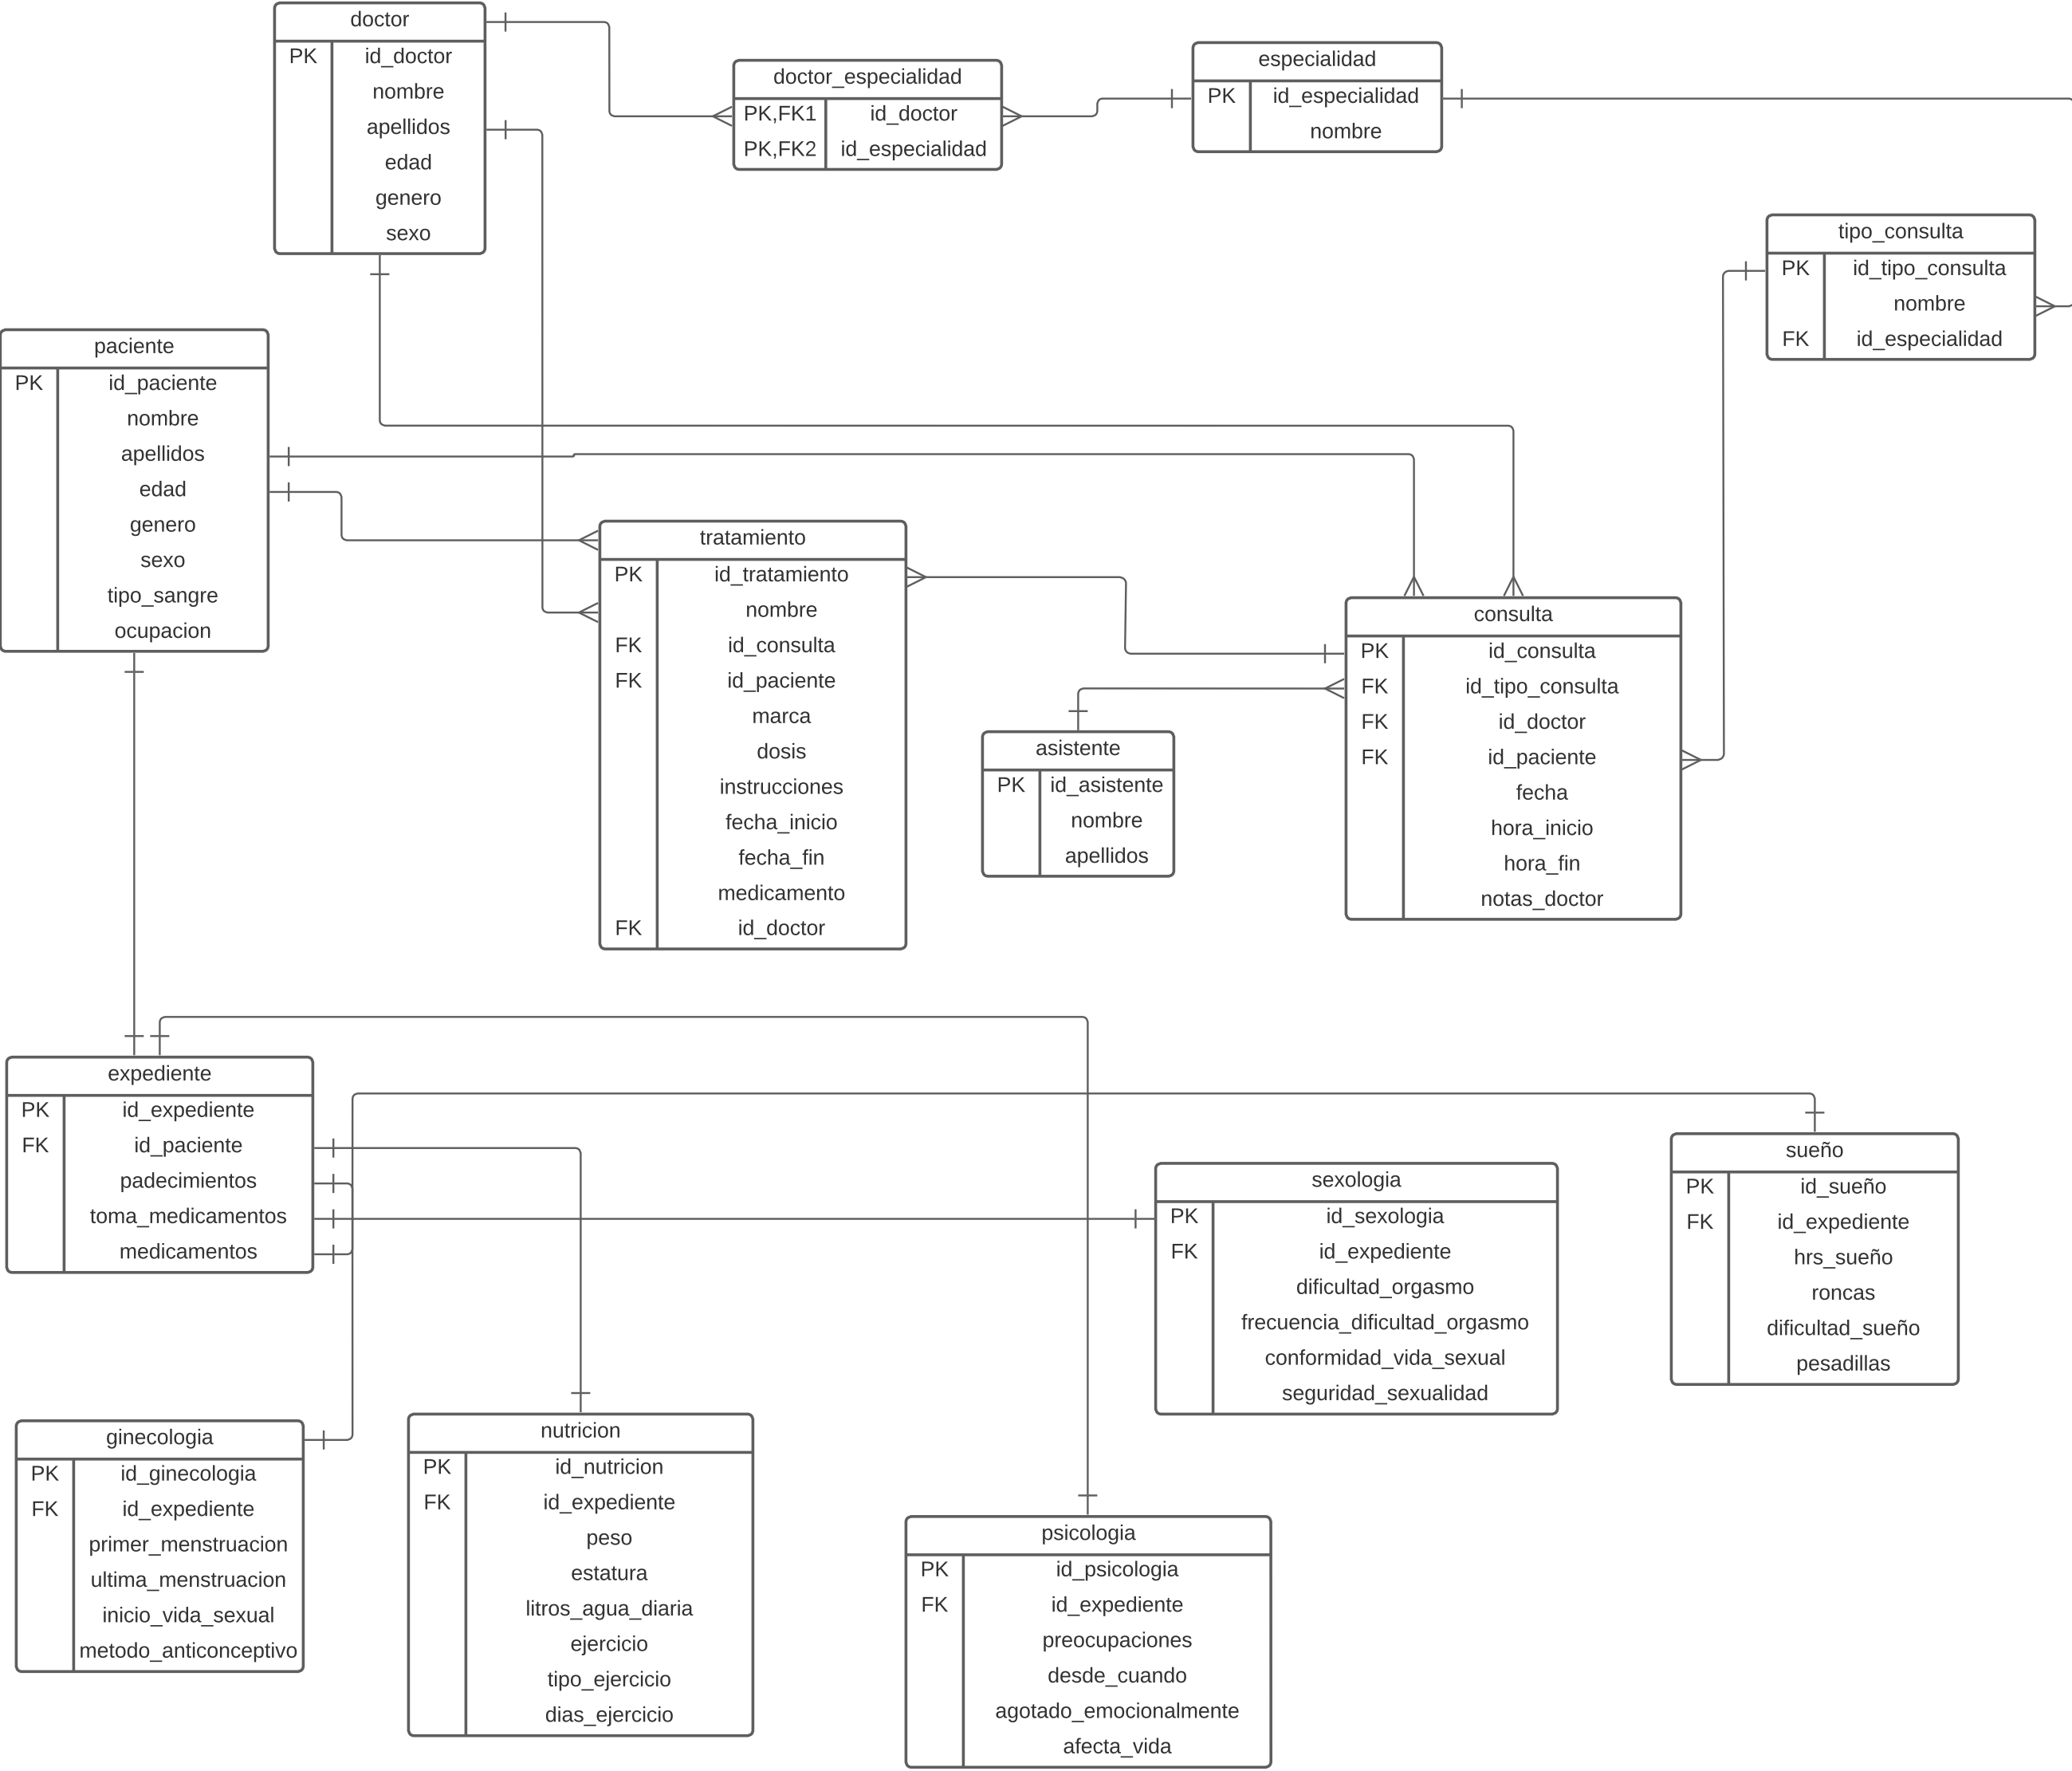 doctor
PK id_doctor
nombre
apellidos
edad
genero
sexo
doctor_especialidad
PK,FK1 id_doctor
PK,FK2 id_especialidad
especialidad
PK id_especialidad
nombre
tipo_consulta
PK id_tipo_consulta
nombre
FK id_especialidad
paciente
PK id_paciente
nombre
apellidos
edad
genero
sexo
tipo_sangre
ocupacion
tratamiento
PK id_tratamiento
nombre
FK id_consulta
FK id_paciente
marca
dosis
instrucciones
fecha_inicio
fecha_fin
medicamento
FK id_doctor
asistente
PK id_asistente
nombre
apellidos
consulta
PK id_consulta
FK id_tipo_consulta
FK id_doctor
FK id_paciente
fecha
hora_inicio
hora_fin
notas_doctor
expediente
PK id_expediente
FK id_paciente
padecimientos
toma_medicamentos
medicamentos
sexologia
PK id_sexologia
FK id_expediente
dificultad_orgasmo
frecuencia_dificultad_orgasmo
conformidad_vida_sexual
seguridad_sexualidad
sueño
PK id_sueño
FK id_expediente
hrs_sueño
roncas
dificultad_sueño
pesadillas
ginecologia
PK id_ginecologia
FK id_expediente
primer_menstruacion
ultima_menstruacion
inicio_vida_sexual
metodo_anticonceptivo
nutricion
PK id_nutricion
FK id_expediente
peso
estatura
litros_agua_diaria
ejercicio
tipo_ejercicio
dias_ejercicio
psicologia
PK id_psicologia
FK id_expediente
preocupaciones
desde_cuando
agotado_emocionalmente
afecta_vida